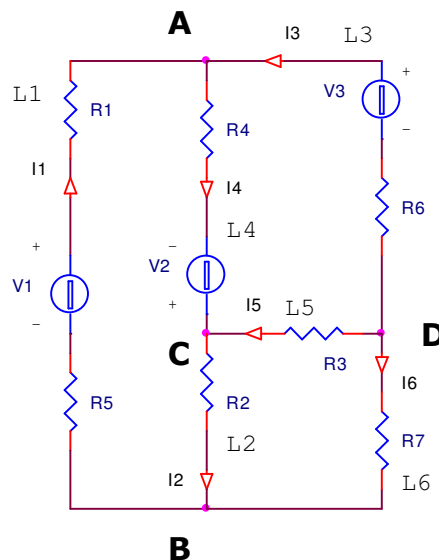 A
I3
L3
L1
R1
V3
+
−
R4
I1
I4
R6
L4
+
−
V2
V1
+
−
I5
L5
C
D
R3
R5
R2
I6
L2
R7
I2
L6
B